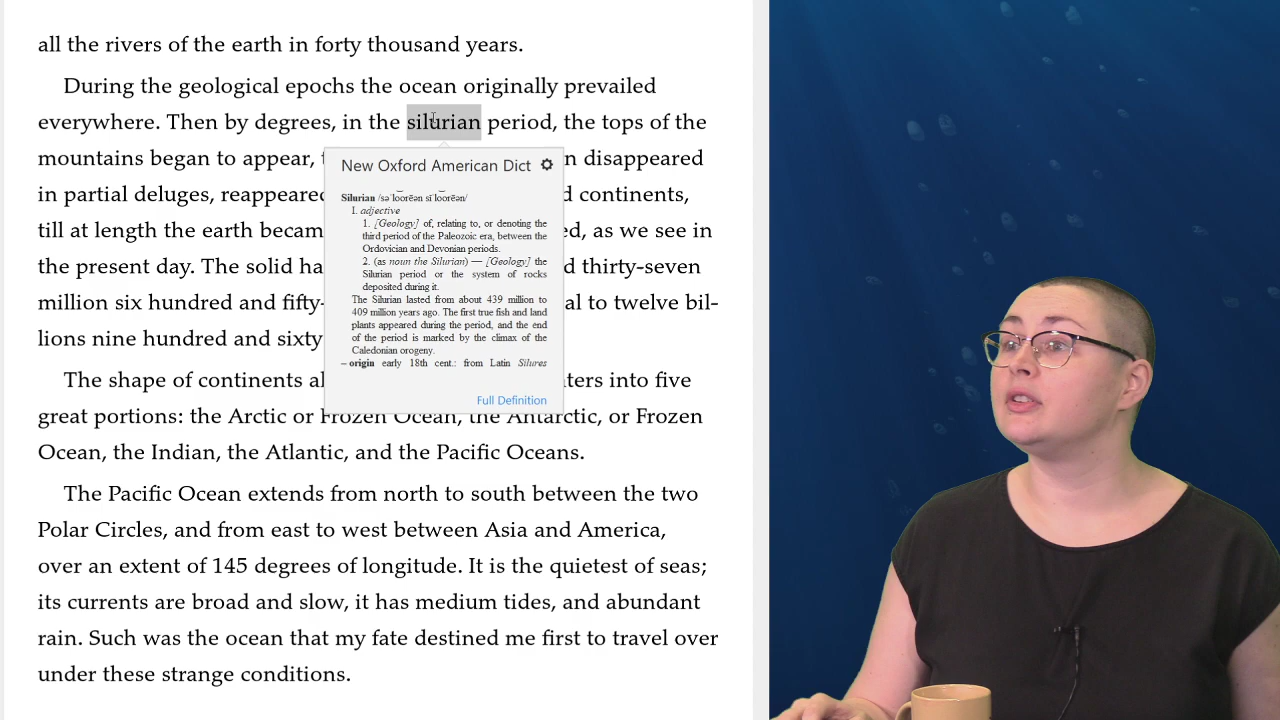 all the rivers of the earth in forty thousand years.
During the geological epochs the ocean originally prevailed
everywhere. Then by degrees, in the silurian period, the tops of the
mountains began to appear, n disappeared
in partial deluges, reappeared d continents,
till at length the earth becam ed, as we see in
the present day. The solid ha d thirty-seven
million six hundred and fifty- al to twelve bil-
lions nine hundred and sixty
The shape of continents al ters into five
great portions: the Arctic or Frozen Ocean, the Antarctic, or Frozen
Ocean, the Indian, the Atlantic, and the Pacific Oceans.
The Pacific Ocean extends from north to south between the two
Polar Circles, and from east to west between Asia and America,
over an extent of 145 degrees of longitude. It is the quietest of seas;
its currents are broad and slow, it has medium tides, and abundant
rain. Such was the ocean that my fate destined me first to travel over
under these strange conditions.
New Oxford American Dict
Silurian /səˈlo͝orēən sīˈlo͝orēən/
I. adjective
1. [Geology] of, relating to, or denoting the
third period of the Paleozoic era, between the
Ordovician and Devonian periods.
2. (as noun the Silurian) — [Geology] the
Silurian period or the system of rocks
deposited during it.
The Silurian lasted from about 439 million to
409 million years ago. The first true fish and land
plants appeared during the period, and the end
of the period is marked by the climax of the
Caledonian orogeny.
– origin early 18th cent.: from Latin Silures
Full Definition